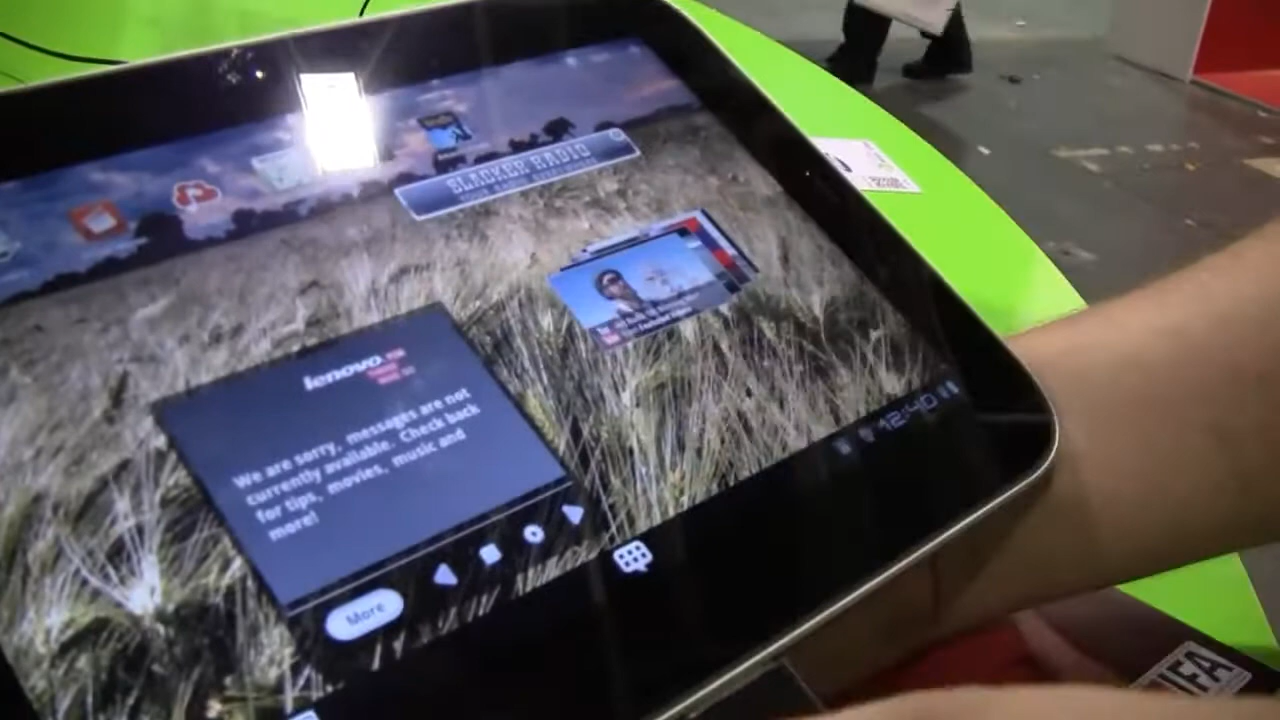 SLACKER RADIO
lenovo
We are sorry, messages are not
currently available. Check back
for tips, movies, music and
more!
12:40
More
IFA